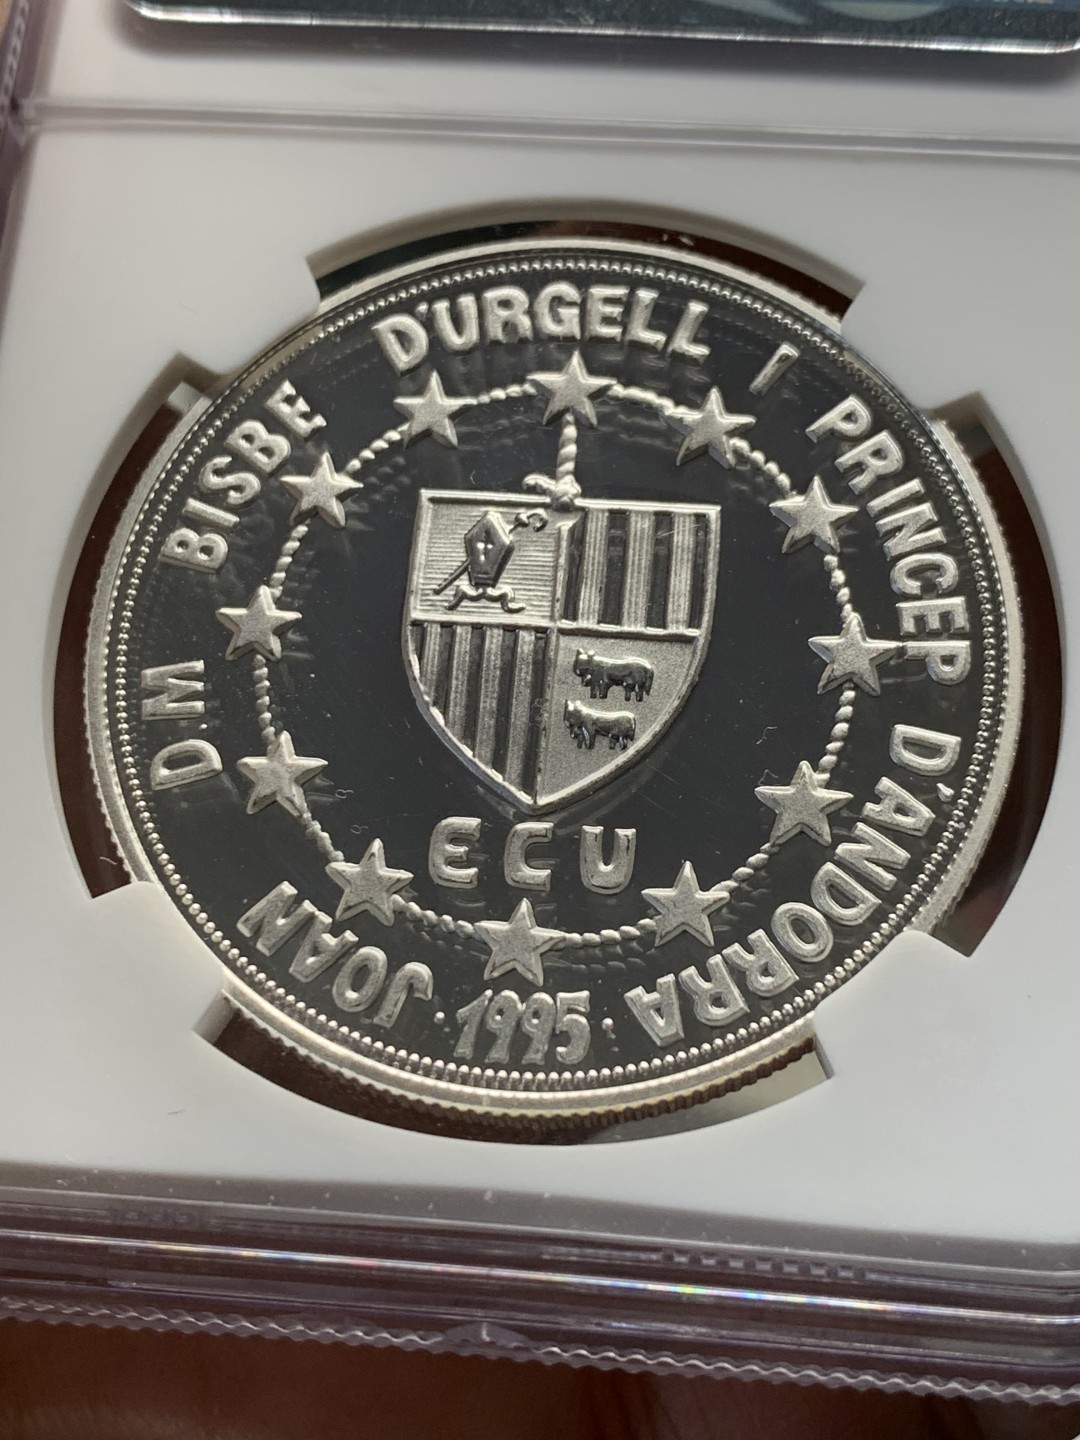 JOAN D.M BISBE D'URGELL I PRINCEP D'ANDORRA
·1995·
ECU